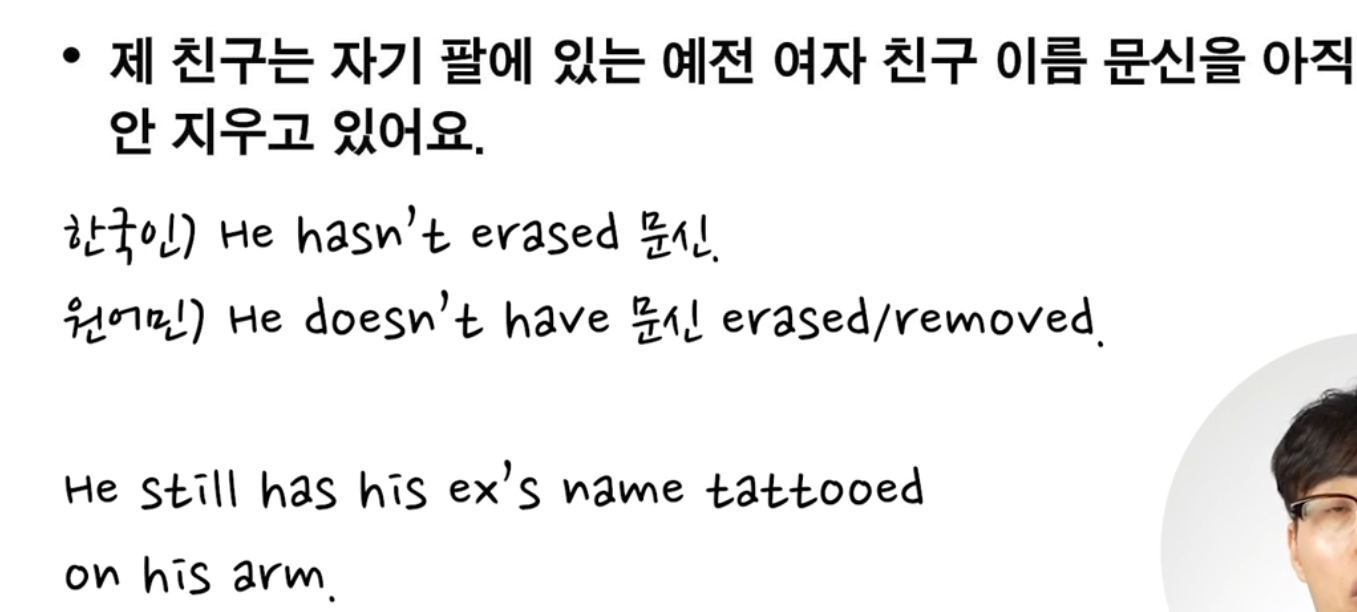 • 제 친구는 자기 팔에 있는 예전 여자 친구 이름 문신을 아직
안 지우고 있어요.
한국인) He hasn't erased 문신.
원어민) He doesn't have 문신 erased/removed.
He still has his ex's name tattooed
on his arm.